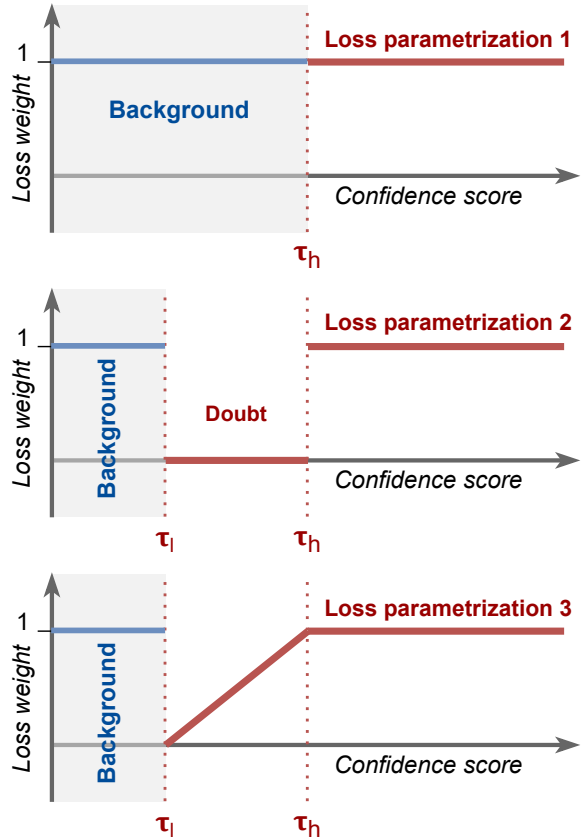 Loss parametrization 1
1
Background
Loss weight
Confidence score
τh
Loss parametrization 2
1
Background
Doubt
Loss weight
Confidence score
τl
τh
Loss parametrization 3
1
Background
Loss weight
Confidence score
τl
τh